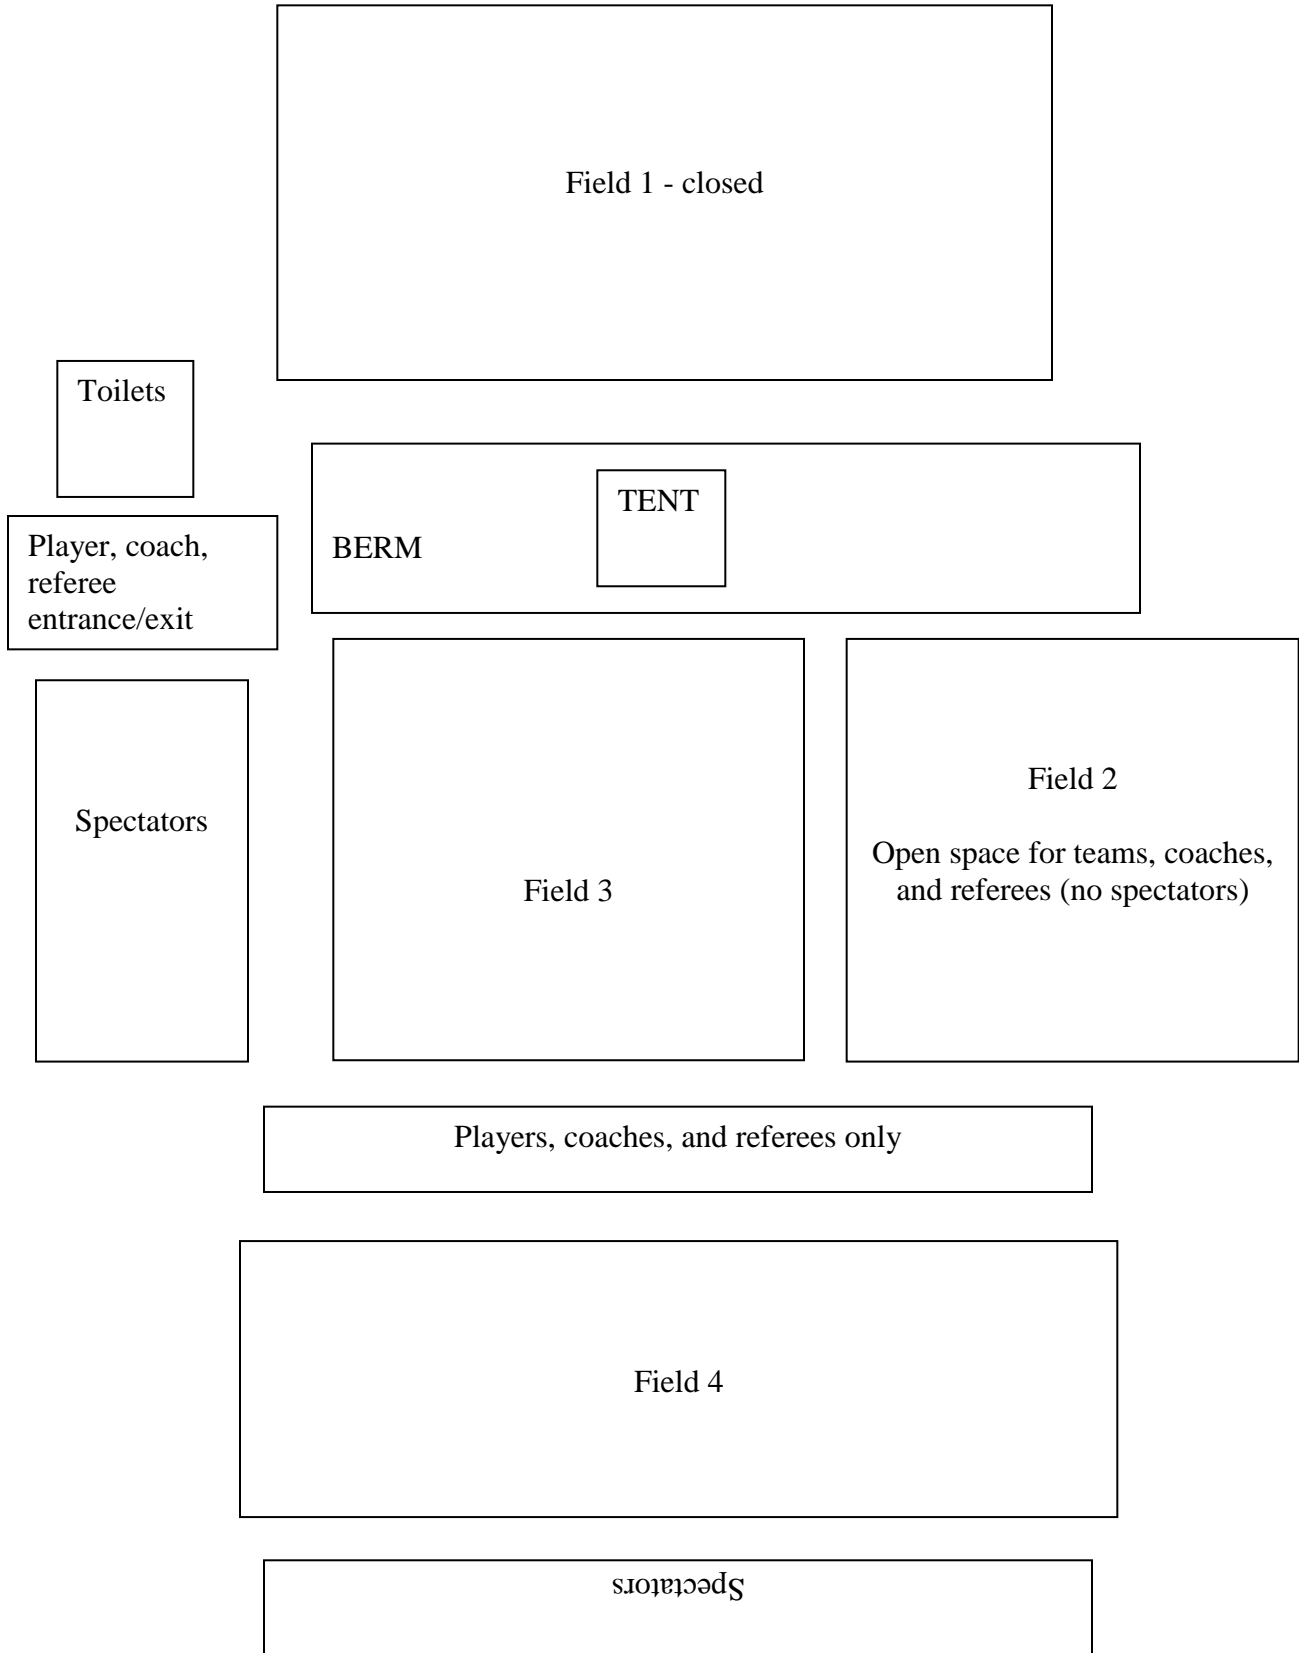 Field 1 - closed
Toilets
TENT
BERM
Player, coach,
referee
entrance/exit
Spectators
Field 3
Field 2
Open space for teams, coaches,
and referees (no spectators)
Players, coaches, and referees only
Field 4
Spectators